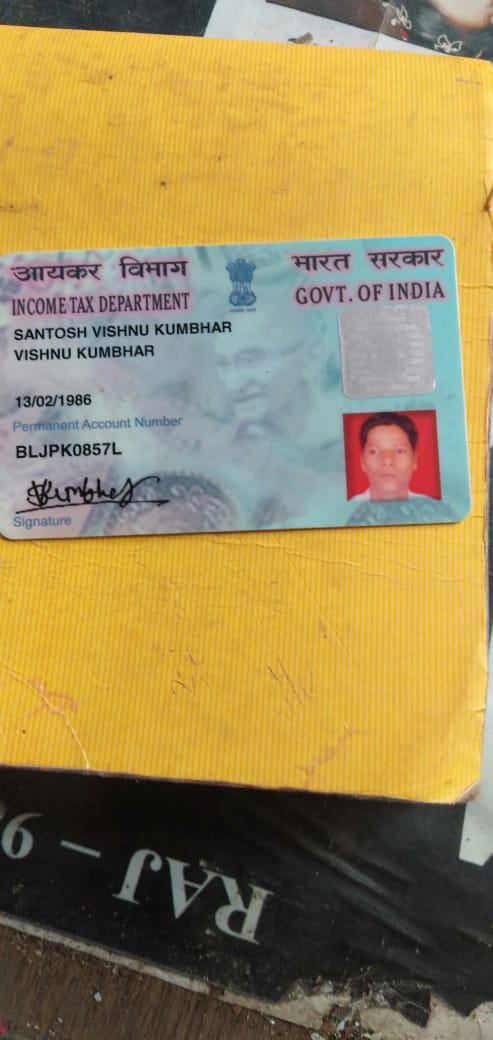 आयकर विभाग
INCOME TAX DEPARTMENT
भारत सरकार
GOVT. OF INDIA
SANTOSH VISHNU KUMBHAR
VISHNU KUMBHAR
13/02/1986
Permanent Account Number
BLJPK0857L
Signature
RAJ – 9